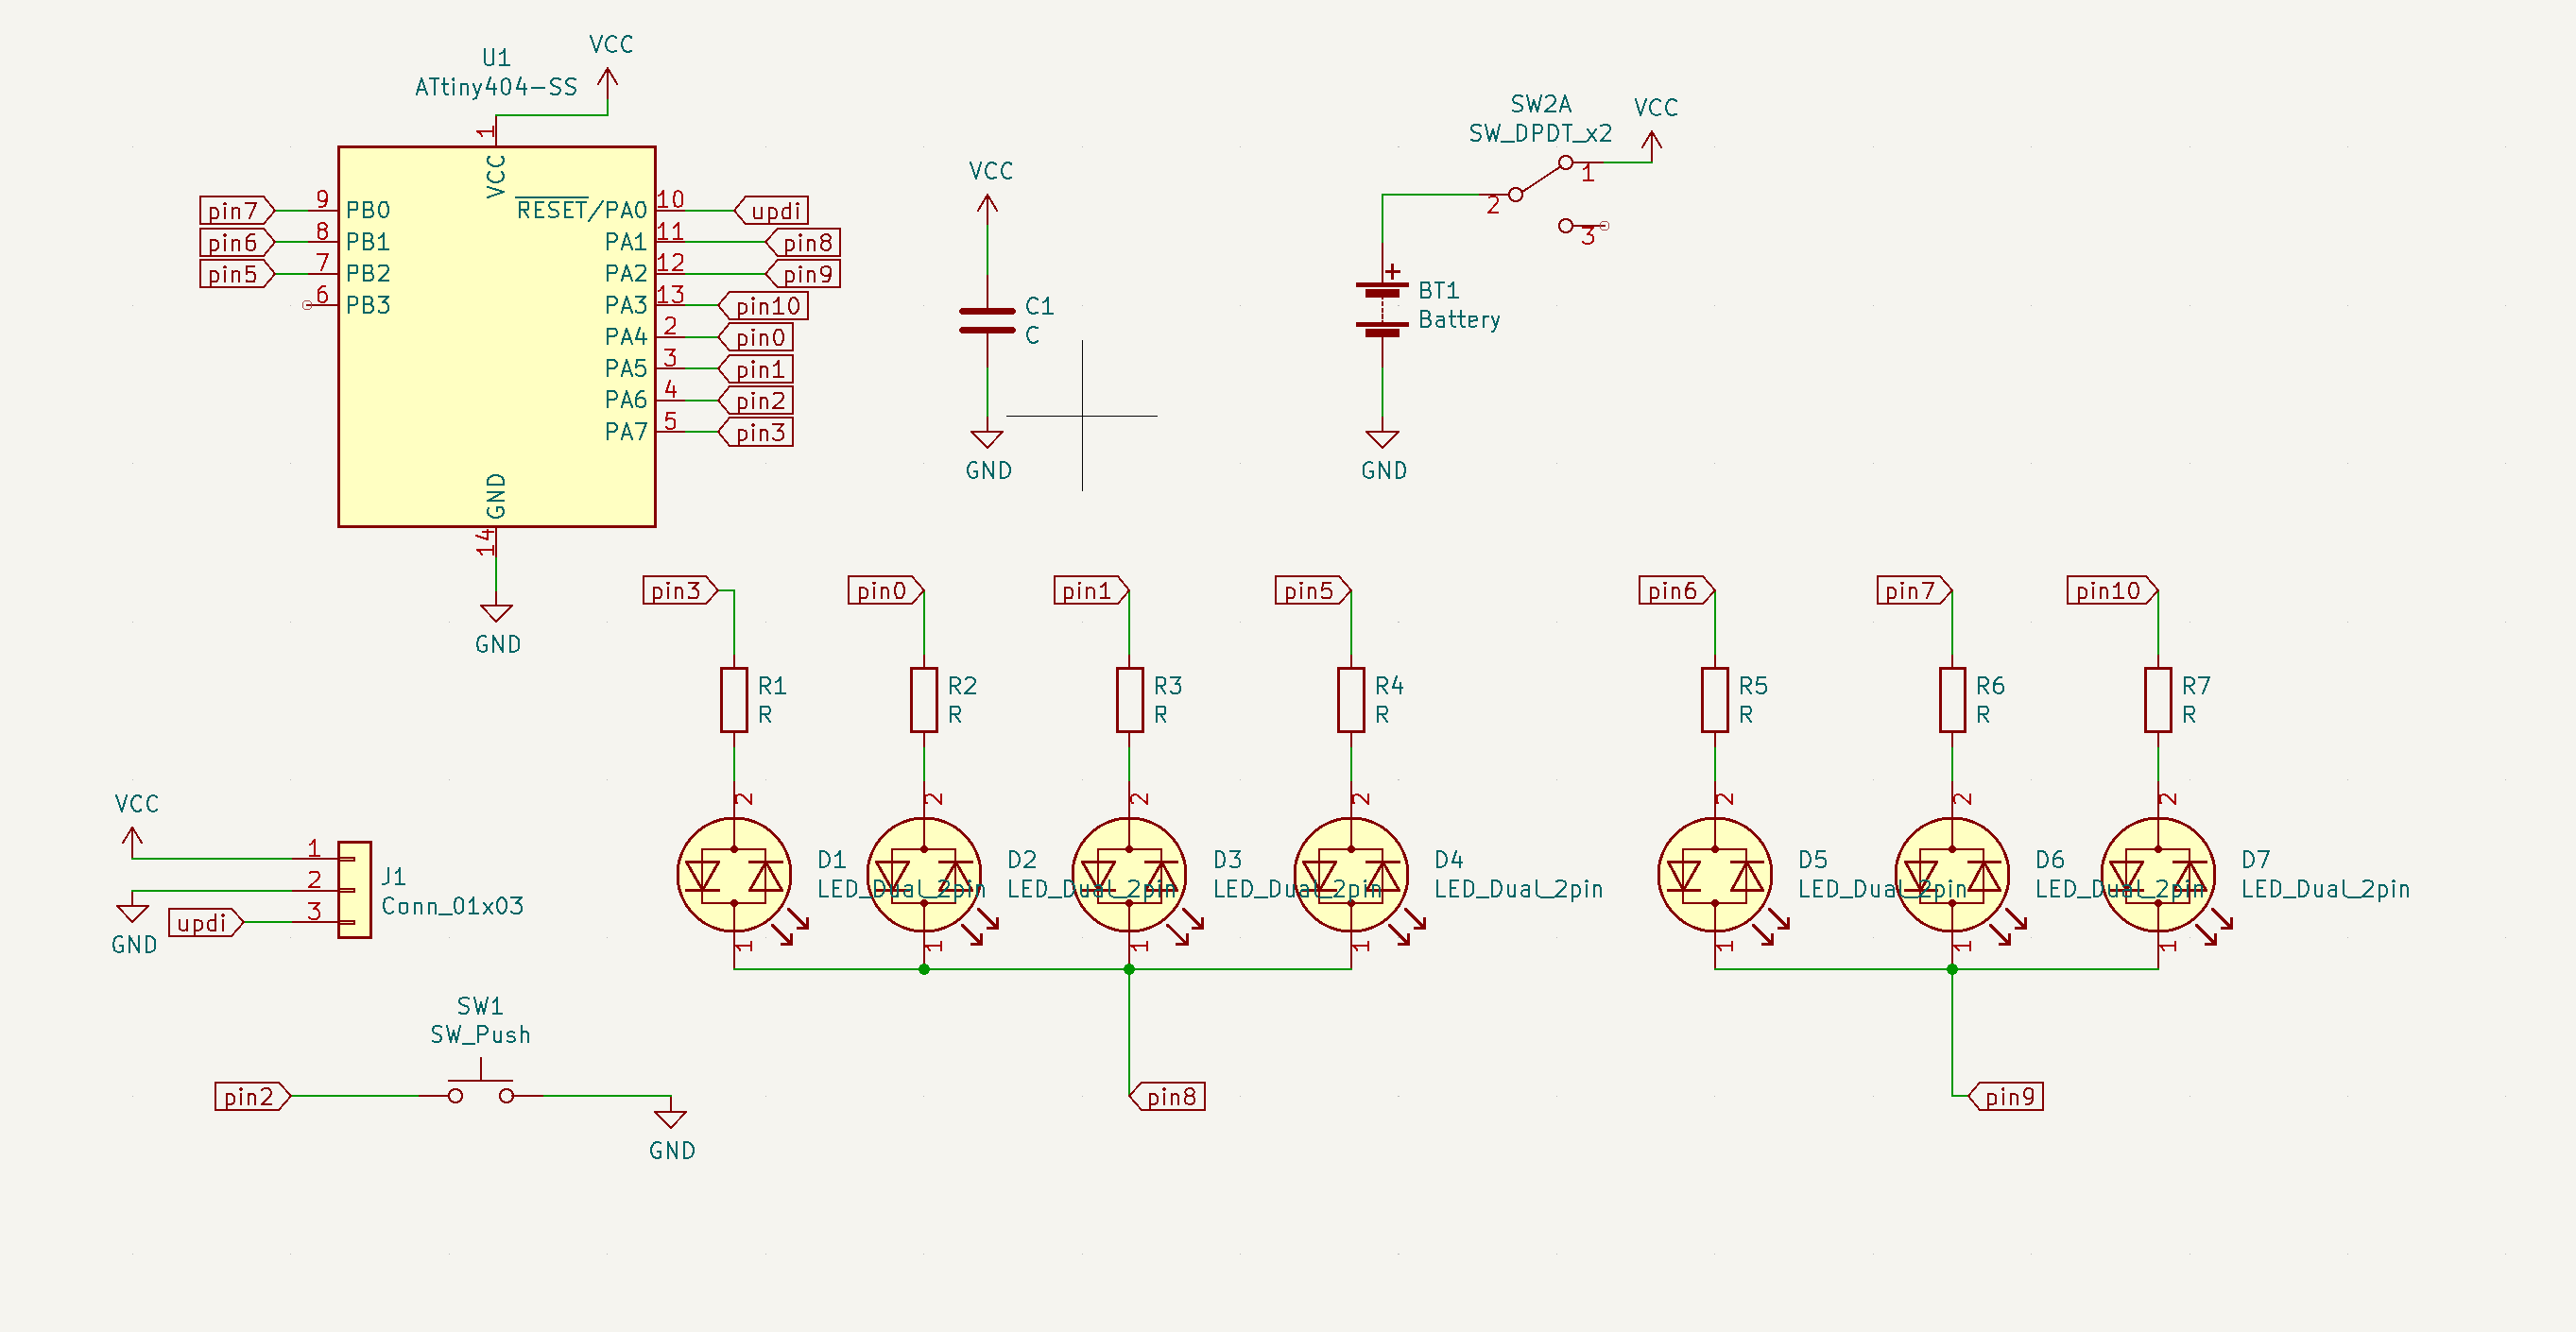 U1
ATtiny404-SS
VCC
1
VCC
pin7
9
PB0
pin6
8
PB1
pin5
7
PB2
6
PB3
RESET/PA0
10
updi
PA1
11
pin8
PA2
12
pin9
PA3
13
pin10
PA4
2
pin0
PA5
3
pin1
PA6
4
pin2
PA7
5
pin3
GND
14
GND
VCC
C1
C
GND
SW2A
SW_DPDT_x2
VCC
1
2
3
+
BT1
Battery
GND
pin3
pin0
pin1
pin5
pin6
pin7
pin10
R1
R
R2
R
R3
R
R4
R
R5
R
R6
R
R7
R
2
2
2
2
2
2
2
D1
LED_Dual_2pin
D2
LED_Dual_2pin
D3
LED_Dual_2pin
D4
LED_Dual_2pin
D5
LED_Dual_2pin
D6
LED_Dual_2pin
D7
LED_Dual_2pin
1
1
1
1
1
1
1
pin8
pin9
VCC
1
2
3
GND
updi
J1
Conn_01x03
SW1
SW_Push
pin2
GND